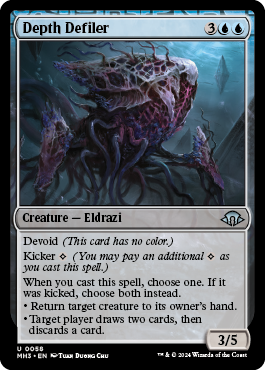 Depth Defiler 3
Creature — Eldrazi
Devoid (This card has no color.)
Kicker (You may pay an additional as
you cast this spell.)
When you cast this spell, choose one. If it
was kicked, choose both instead.
• Return target creature to its owner's hand.
• Target player draws two cards, then
discards a card.
3/5
U 0058
MH3 • EN Tuan Duong Chu
™ & © 2024 Wizards of the Coast